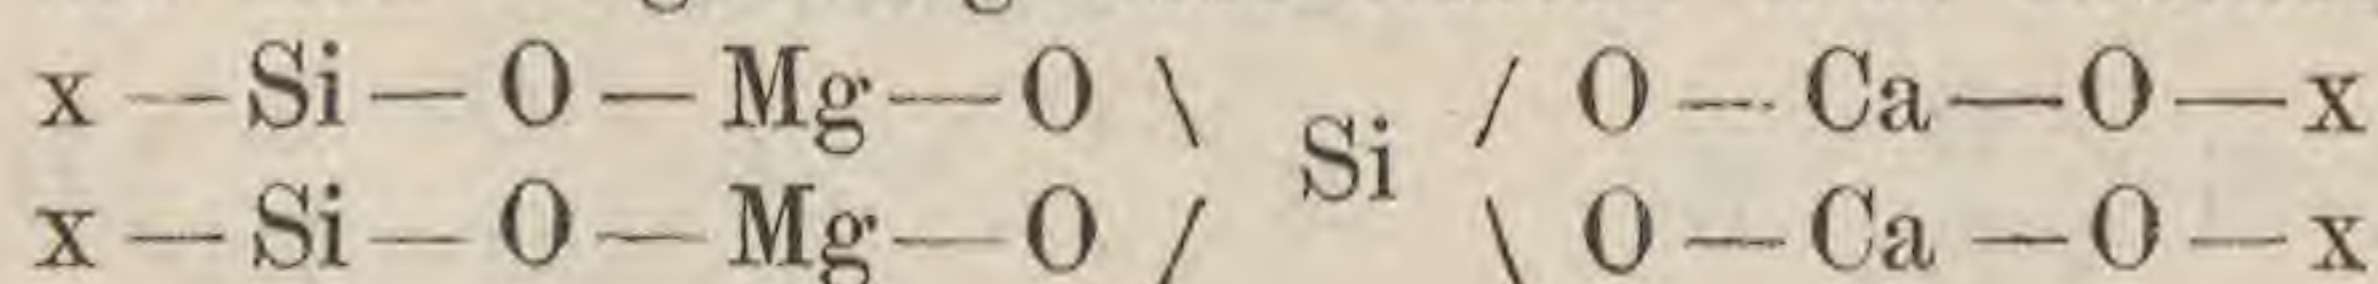 x — Si — O — Mg — O \ / O — Ca — O — x
Si
x — Si — O — Mg — O / \ O — Ca — O — x